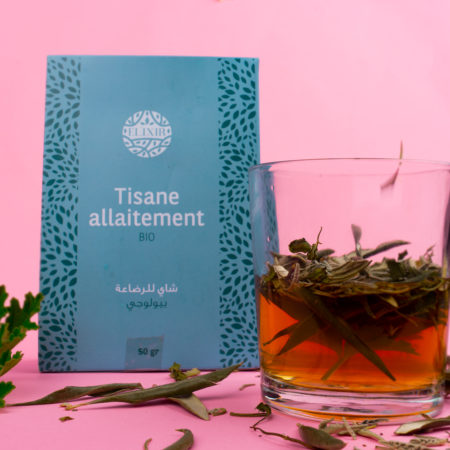 ELIXIR
Tisane
allaitement
BIO
شاي للرضاعة
بيولوجي
50 gr